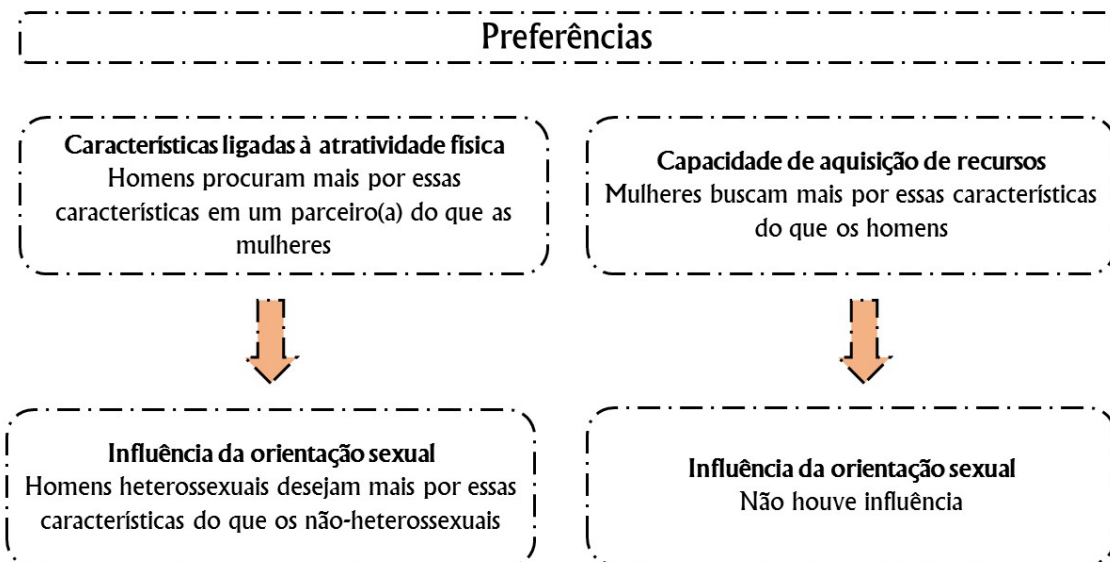 Preferências
Características ligadas à atratividade física
Homens procuram mais por essas
características em um parceiro(a) do que as
mulheres
Capacidade de aquisição de recursos
Mulheres buscam mais por essas características
do que os homens
Influência da orientação sexual
Homens heterossexuais desejam mais por essas
características do que os não-heterossexuais
Influência da orientação sexual
Não houve influência